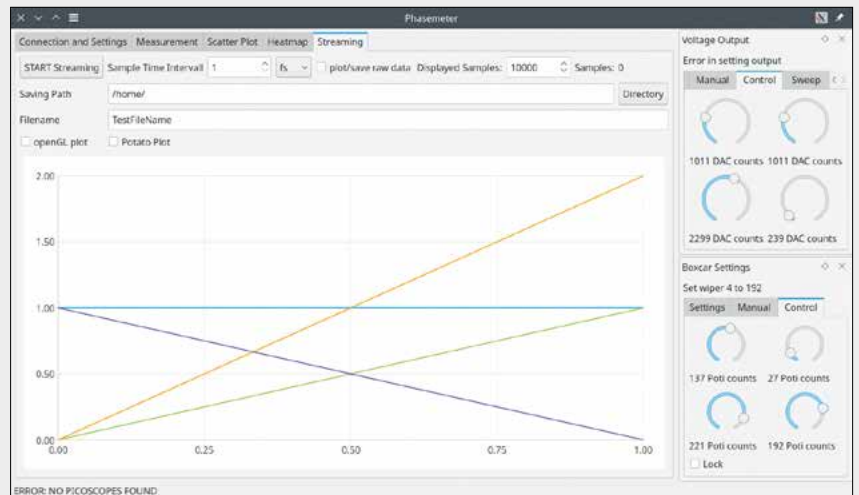 Phasemeter
Connection and Settings Measurement Scatter Plot Heatmap Streaming
START Streaming Sample Time Intervall 1 fs plot/save raw data Displayed Samples: 10000 Samples: 0
Saving Path /home/ Directory
Filename TestFileName
openGL plot Potato Plot
2.00
1.50
1.00
0.50
0.00
0.00 0.25 0.50 0.75 1.00
ERROR: NO PICOSCOPES FOUND
Voltage Output
Error in setting output
Manual Control Sweep
1011 DAC counts 1011 DAC counts
2299 DAC counts 239 DAC counts
Boxcar Settings
Set wiper 4 to 192
Settings Manual Control
137 Poti counts 27 Poti counts
221 Poti counts 192 Poti counts
Lock